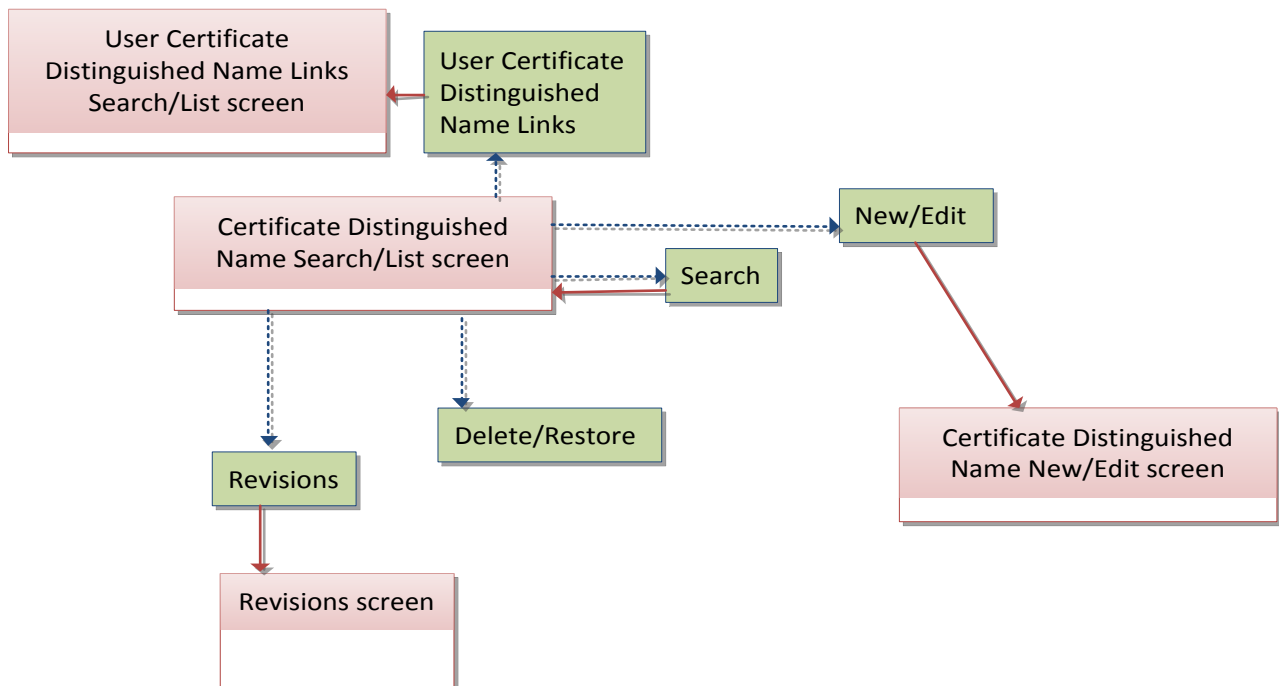 User Certificate
Distinguished Name Links
Search/List screen
User Certificate
Distinguished
Name Links
Certificate Distinguished
Name Search/List screen
New/Edit
Search
Delete/Restore
Certificate Distinguished
Name New/Edit screen
Revisions
Revisions screen